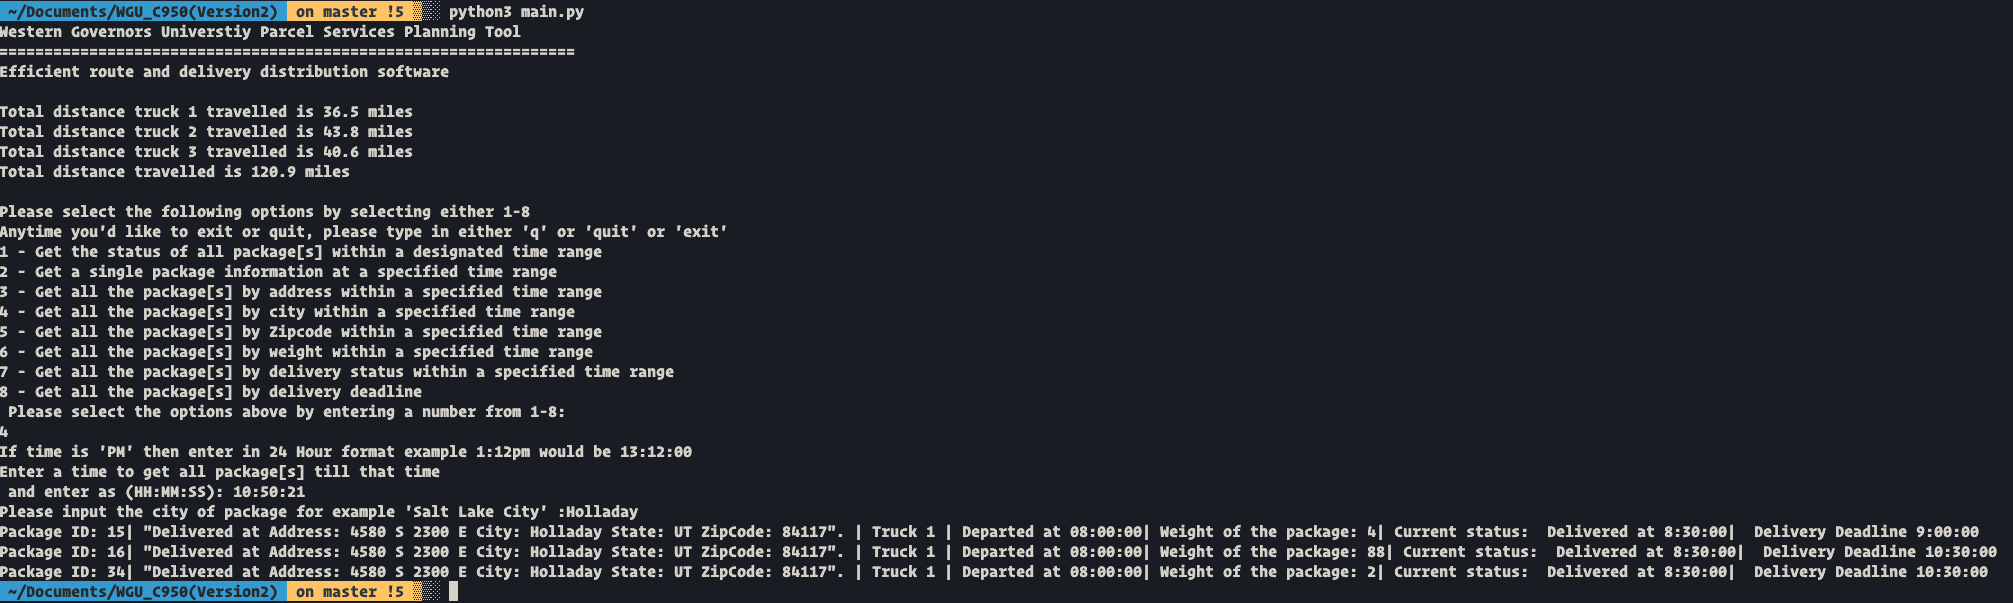 ~/Documents/WGU_C950(Version2) on master !5 python3 main.py
Western Governors Universtiy Parcel Services Planning Tool
================================================================
Efficient route and delivery distribution software
Total distance truck 1 travelled is 36.5 miles
Total distance truck 2 travelled is 43.8 miles
Total distance truck 3 travelled is 40.6 miles
Total distance travelled is 120.9 miles
Please select the following options by selecting either 1-8
Anytime you'd like to exit or quit, please type in either 'q' or 'quit' or 'exit'
1 - Get the status of all package[s] within a designated time range
2 - Get a single package information at a specified time range
3 - Get all the package[s] by address within a specified time range
4 - Get all the package[s] by city within a specified time range
5 - Get all the package[s] by Zipcode within a specified time range
6 - Get all the package[s] by weight within a specified time range
7 - Get all the package[s] by delivery status within a specified time range
8 - Get all the package[s] by delivery deadline
Please select the options above by entering a number from 1-8:
4
If time is 'PM' then enter in 24 Hour format example 1:12pm would be 13:12:00
Enter a time to get all package[s] till that time
and enter as (HH:MM:SS): 10:50:21
Please input the city of package for example 'Salt Lake City' :Holladay
Package ID: 15| "Delivered at Address: 4580 S 2300 E City: Holladay State: UT ZipCode: 84117". | Truck 1 | Departed at 08:00:00| Weight of the package: 4| Current status:  Delivered at 8:30:00|  Delivery Deadline 9:00:00
Package ID: 16| "Delivered at Address: 4580 S 2300 E City: Holladay State: UT ZipCode: 84117". | Truck 1 | Departed at 08:00:00| Weight of the package: 88| Current status:  Delivered at 8:30:00|  Delivery Deadline 10:30:00
Package ID: 34| "Delivered at Address: 4580 S 2300 E City: Holladay State: UT ZipCode: 84117". | Truck 1 | Departed at 08:00:00| Weight of the package: 2| Current status:  Delivered at 8:30:00|  Delivery Deadline 10:30:00
~/Documents/WGU_C950(Version2) on master !5